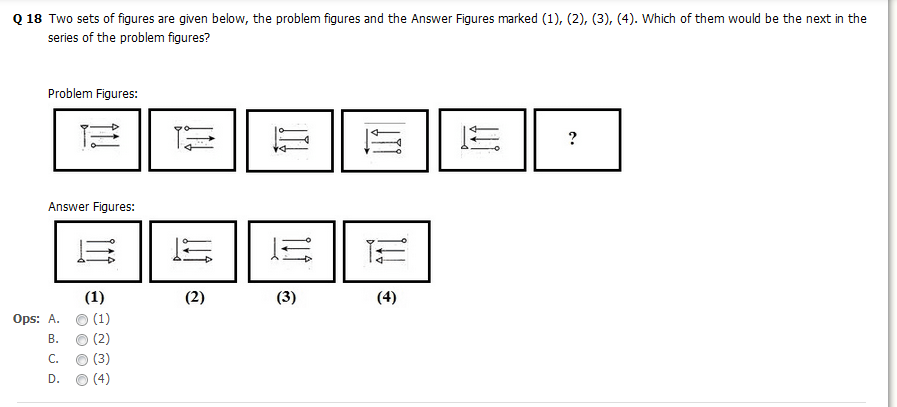 Q 18 Two sets of figures are given below, the problem figures and the Answer Figures marked (1), (2), (3), (4). Which of them would be the next in the
series of the problem figures?
Problem Figures:
?
Answer Figures:
(1) (2) (3) (4)
Ops: A. (1)
B. (2)
C. (3)
D. (4)